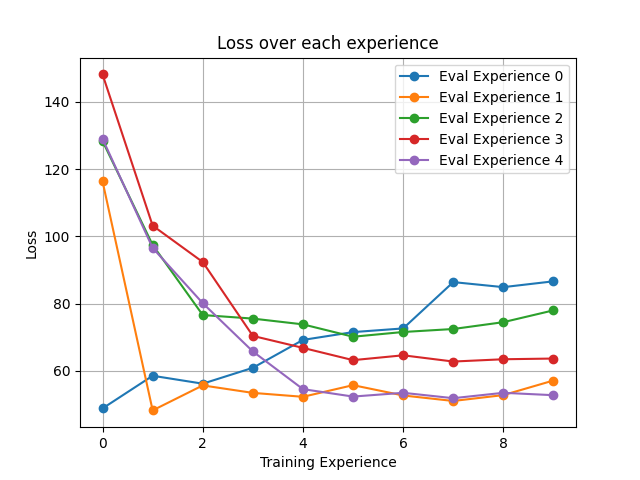 Loss over each experience
Eval Experience 0
Eval Experience 1
Eval Experience 2
Eval Experience 3
Eval Experience 4
140
120
100
80
60
Loss
0 2 4 6 8
Training Experience